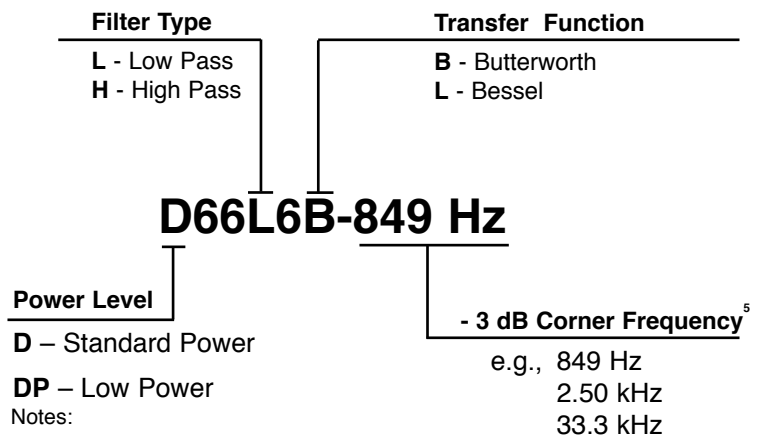 Filter Type
L - Low Pass
H - High Pass
Transfer Function
B - Butterworth
L - Bessel
D66L6B-849 Hz
Power Level
D – Standard Power
DP – Low Power
Notes:
- 3 dB Corner Frequency5
e.g., 849 Hz
2.50 kHz
33.3 kHz